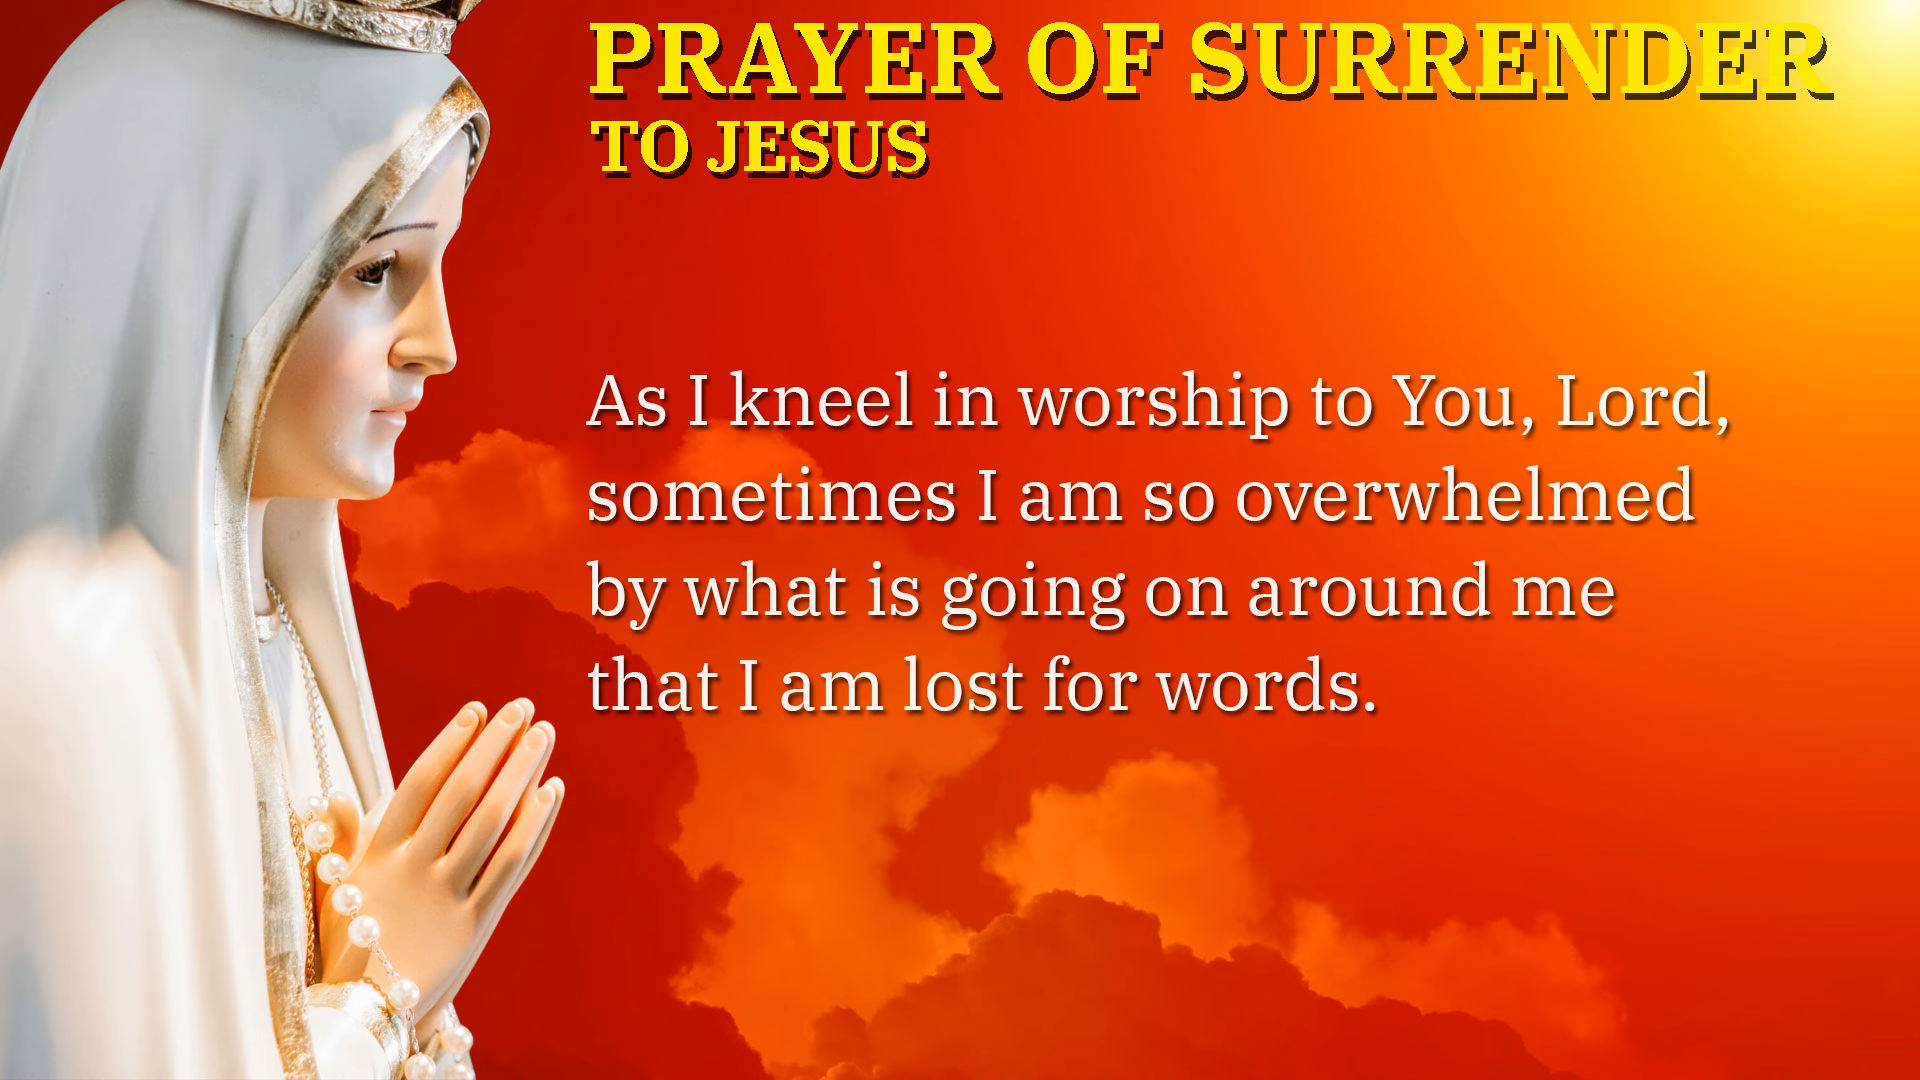 PRAYER OF SURRENDER
TO JESUS
As I kneel in worship to You, Lord,
sometimes I am so overwhelmed
by what is going on around me
that I am lost for words.